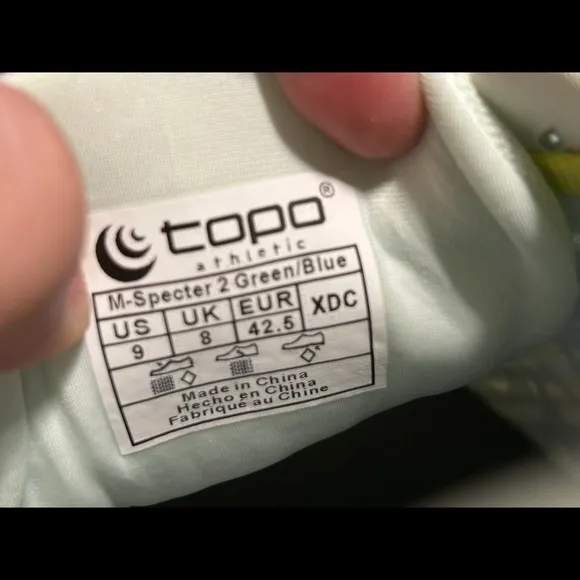 topo®
athletic
M-Specter 2 Green/Blue
US UK EUR XDC
9 8 42.5
Made in China
Hecho en China
Fabriqué au Chine